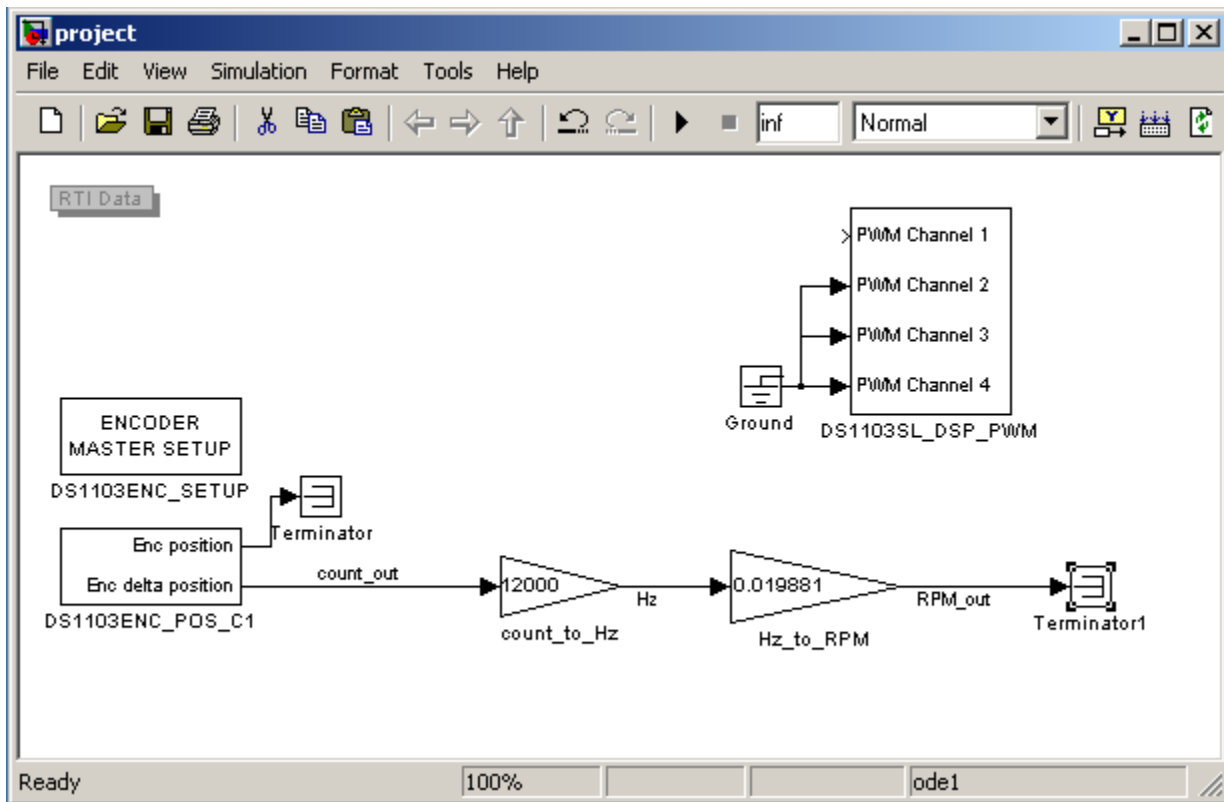 project
File Edit View Simulation Format Tools Help
inf Normal
RTI Data
PWM Channel 1
PWM Channel 2
PWM Channel 3
PWM Channel 4
Ground
DS1103SL_DSP_PWM
ENCODER
MASTER SETUP
DS1103ENC_SETUP
Terminator
Enc position
Enc delta position
DS1103ENC_POS_C1
count_out
12000
count_to_Hz
Hz
0.019881
Hz_to_RPM
RPM_out
Terminator1
Ready 100% ode1